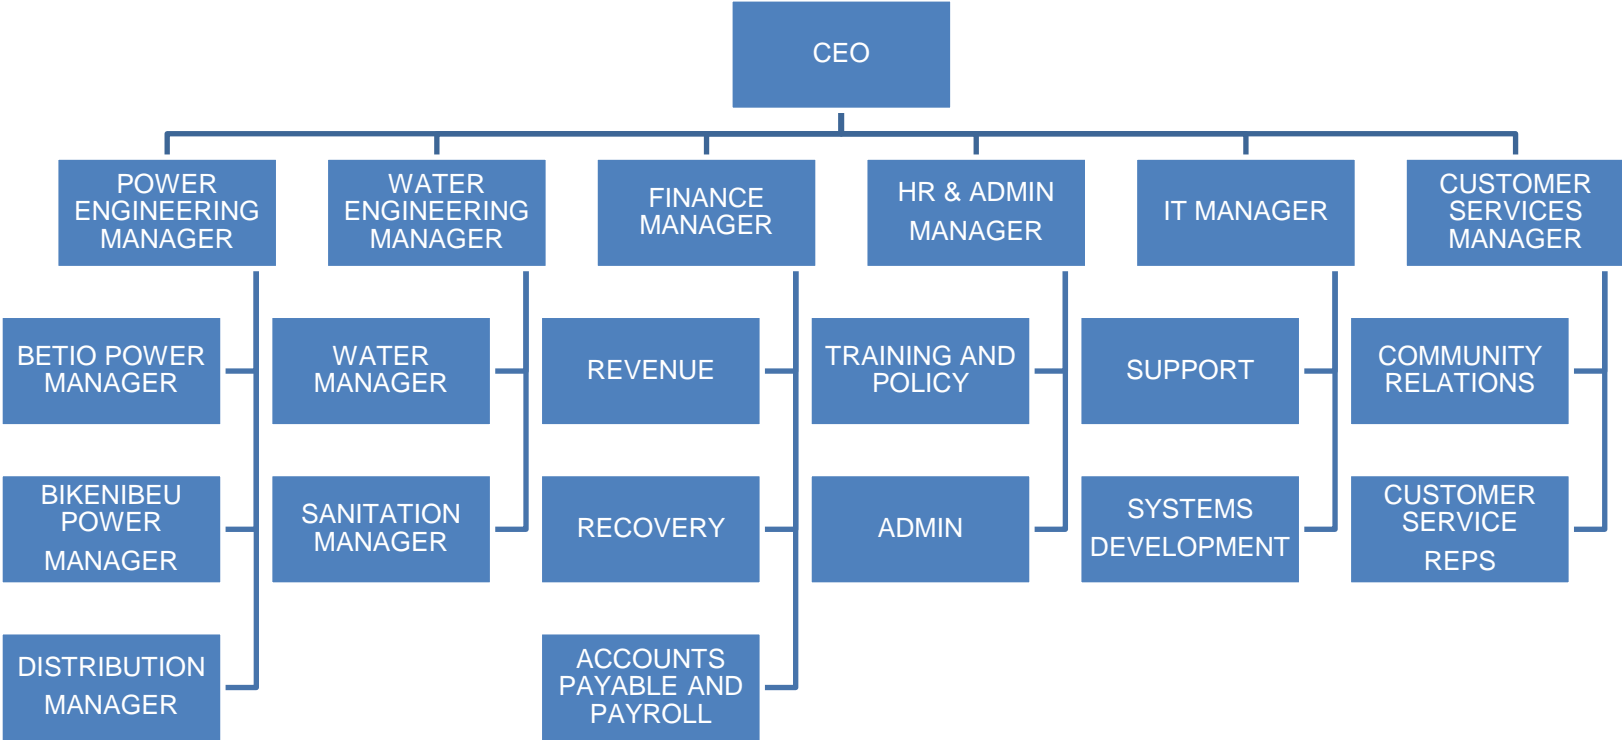 CEO
POWER
ENGINEERING
MANAGER
WATER
ENGINEERING
MANAGER
FINANCE
MANAGER
HR & ADMIN
MANAGER
IT MANAGER
CUSTOMER
SERVICES
MANAGER
BETIO POWER
MANAGER
WATER
MANAGER
REVENUE
TRAINING AND
POLICY
SUPPORT
COMMUNITY
RELATIONS
BIKENIBEU
POWER
MANAGER
SANITATION
MANAGER
RECOVERY
ADMIN
SYSTEMS
DEVELOPMENT
CUSTOMER
SERVICE
REPS
DISTRIBUTION
MANAGER
ACCOUNTS
PAYABLE AND
PAYROLL